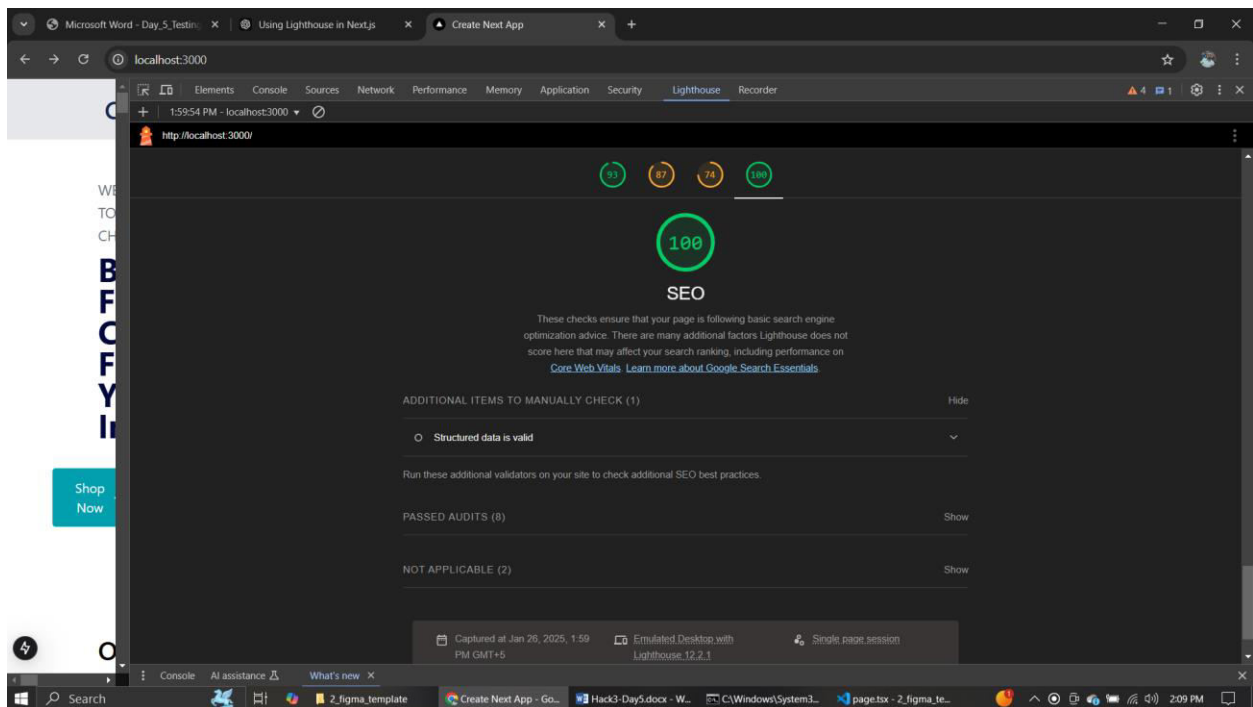 Microsoft Word - Day_5_Testing
Using Lighthouse in Next.js
Create Next App
localhost:3000
Elements Console Sources Network Performance Memory Application Security Lighthouse Recorder 4 1
1:59:54 PM - localhost:3000
http://localhost:3000/
93 87 74 100
100
SEO
These checks ensure that your page is following basic search engine
optimization advice. There are many additional factors Lighthouse does not
score here that may affect your search ranking, including performance on
Core Web Vitals. Learn more about Google Search Essentials.
ADDITIONAL ITEMS TO MANUALLY CHECK (1) Hide
Structured data is valid
Run these additional validators on your site to check additional SEO best practices.
PASSED AUDITS (8) Show
NOT APPLICABLE (2) Show
Captured at Jan 26, 2025, 1:59
PM GMT+5
Emulated Desktop with
Lighthouse 12.2.1
Single page session
C
WE
TO
CH
B
F
C
F
Y
In
Shop
Now
O
Console AI assistance What's new
Search
2_figma_template
Create Next App - Go...
Hack3-Day5.docx - W...
C:\Windows\System3...
page.tsx - 2_figma_te...
2:09 PM